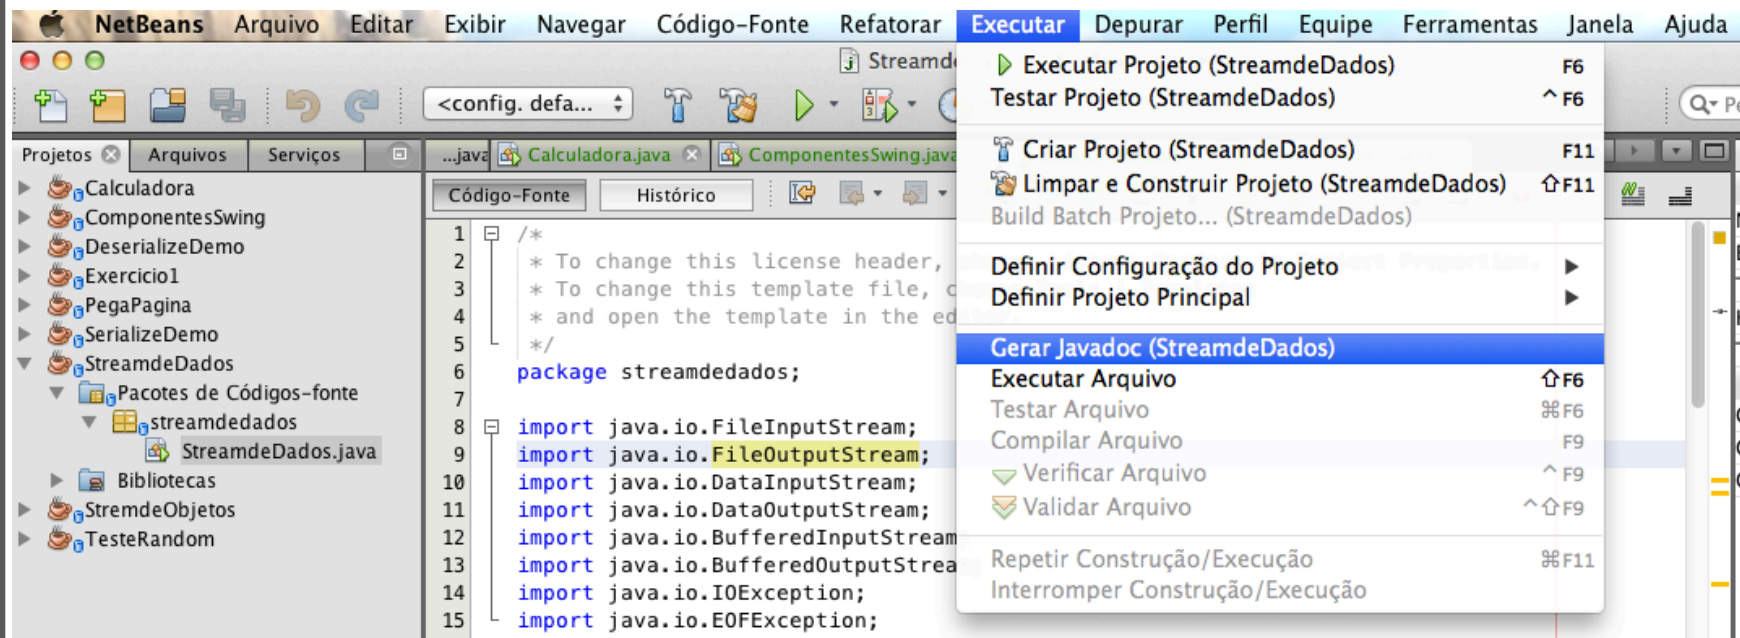 NetBeans Arquivo Editar Exibir Navegar Código-Fonte Refatorar Executar Depurar Perfil Equipe Ferramentas Janela Ajuda
<config. defa...
Projetos Arquivos Serviços
Calculadora
ComponentesSwing
DeserializeDemo
Exercicio1
PegaPagina
SerializeDemo
StreamdeDados
Pacotes de Códigos-fonte
streamdedados
StreamdeDados.java
Bibliotecas
StremdeObjetos
TesteRandom
...java Calculadora.java ComponentesSwing.java
Código-Fonte Histórico
1 /*
2 * To change this license header,
3 * To change this template file,
4 * and open the template in the
5 */
6 package streamdedados;
7
8 import java.io.FileInputStream;
9 import java.io.FileOutputStream;
10 import java.io.DataInputStream;
11 import java.io.DataOutputStream;
12 import java.io.BufferedInputStream
13 import java.io.BufferedOutputStrea
14 import java.io.IOException;
15 import java.io.EOFException;
Executar Projeto (StreamdeDados) F6
Testar Projeto (StreamdeDados) ^F6
Criar Projeto (StreamdeDados) F11
Limpar e Construir Projeto (StreamdeDados) ⇧F11
Build Batch Projeto... (StreamdeDados)
Definir Configuração do Projeto
Definir Projeto Principal
Gerar Javadoc (StreamdeDados)
Executar Arquivo ⇧F6
Testar Arquivo ⌘F6
Compilar Arquivo F9
Verificar Arquivo ^F9
Validar Arquivo ^⇧F9
Repetir Construção/Execução ⌘F11
Interromper Construção/Execução